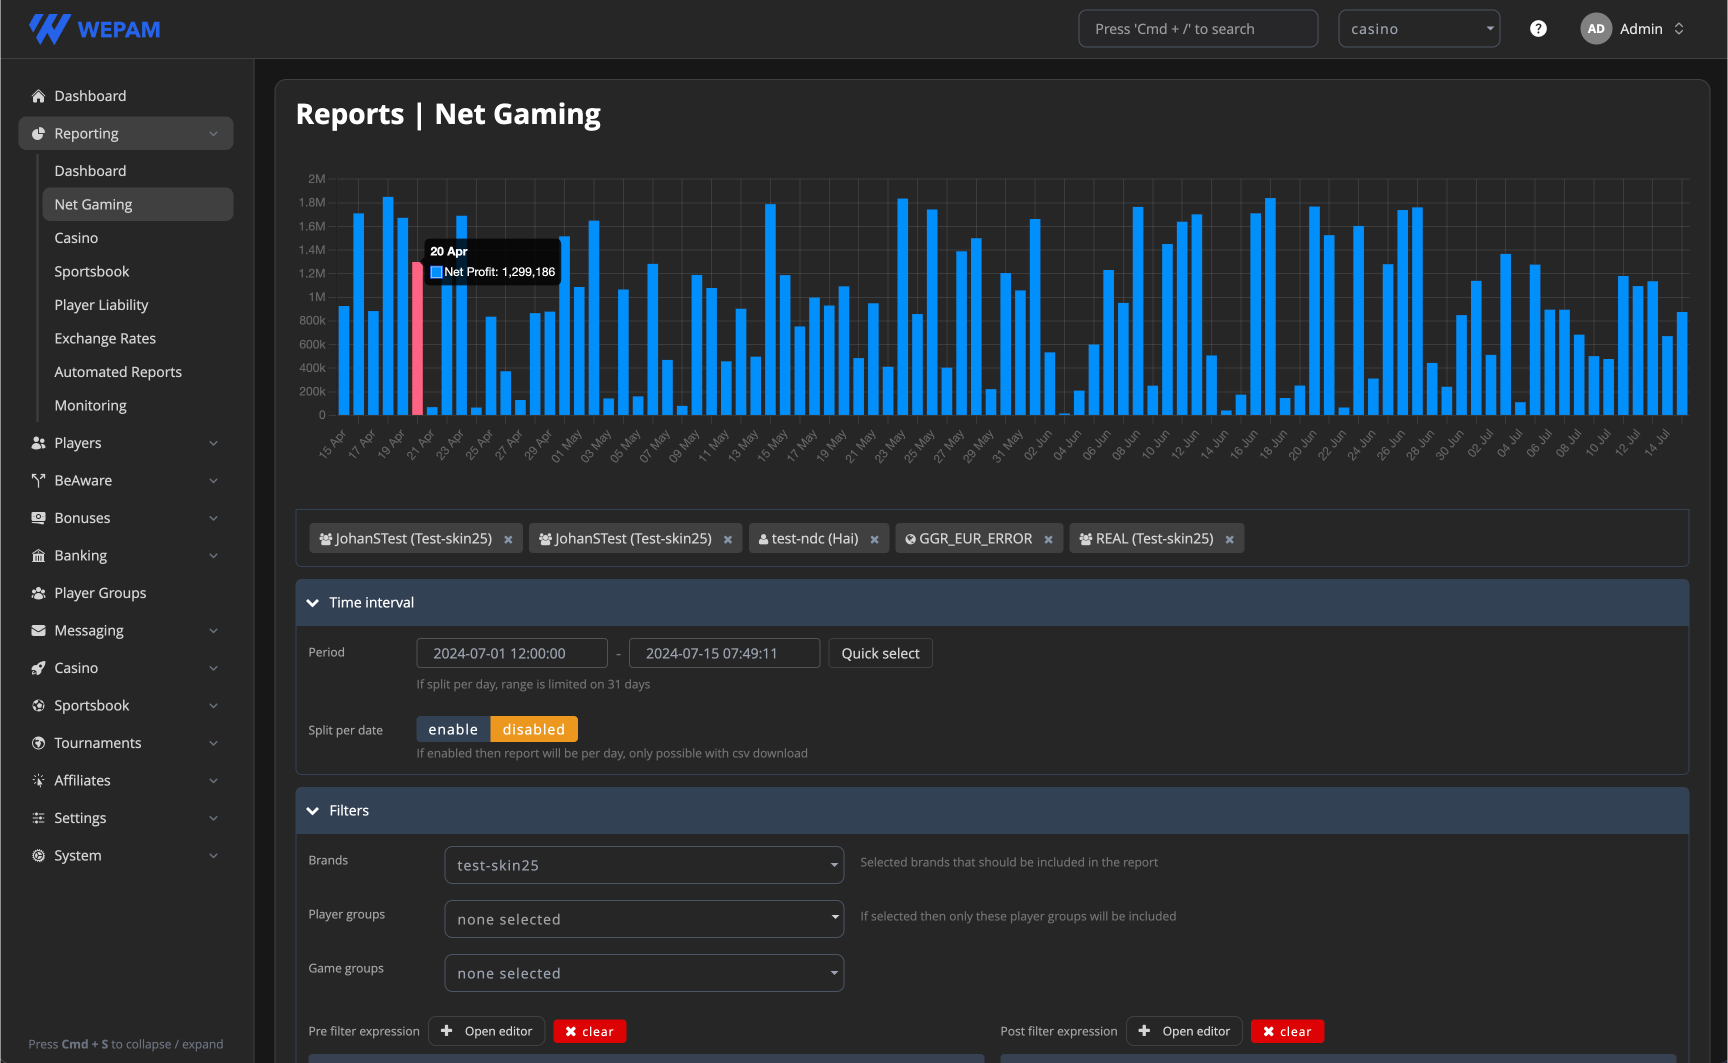 WEPAM
Press 'Cmd + /' to search
casino
?
AD
Admin
Dashboard
Reporting
Dashboard
Net Gaming
Casino
Sportsbook
Player Liability
Exchange Rates
Automated Reports
Monitoring
Players
BeAware
Bonuses
Banking
Player Groups
Messaging
Casino
Sportsbook
Tournaments
Affiliates
Settings
System
Press Cmd + S to collapse / expand
Reports | Net Gaming
2M
1.8M
1.6M
1.4M
1.2M
1M
800k
600k
400k
200k
0
20 Apr
Net Profit: 1,299,186
15 Apr
17 Apr
19 Apr
21 Apr
23 Apr
25 Apr
27 Apr
29 Apr
01 May
03 May
05 May
07 May
09 May
11 May
13 May
15 May
17 May
19 May
21 May
23 May
25 May
27 May
29 May
31 May
02 Jun
04 Jun
06 Jun
08 Jun
10 Jun
12 Jun
14 Jun
16 Jun
18 Jun
20 Jun
22 Jun
24 Jun
26 Jun
28 Jun
30 Jun
02 Jul
04 Jul
06 Jul
08 Jul
10 Jul
12 Jul
14 Jul
JohanSTest (Test-skin25) ×
JohanSTest (Test-skin25) ×
test-ndc (Hai) ×
GGR_EUR_ERROR ×
REAL (Test-skin25) ×
Time interval
Period
2024-07-01 12:00:00 - 2024-07-15 07:49:11
Quick select
If split per day, range is limited on 31 days
Split per date
enable
disabled
If enabled then report will be per day, only possible with csv download
Filters
Brands
test-skin25
Selected brands that should be included in the report
Player groups
none selected
If selected then only these player groups will be included
Game groups
none selected
Pre filter expression
Open editor
clear
Post filter expression
Open editor
clear